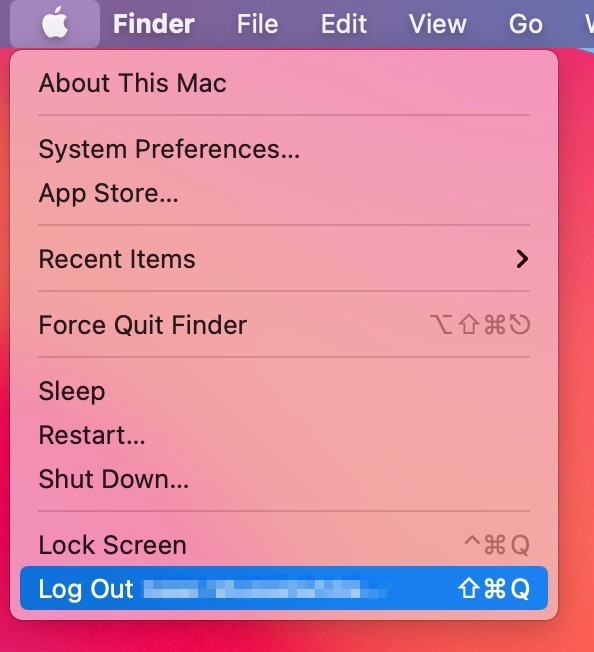 Finder File Edit View Go
About This Mac
System Preferences...
App Store...
Recent Items
Force Quit Finder ⌥⇧⌘⎋
Sleep
Restart...
Shut Down...
Lock Screen ^⌘Q
Log Out ⇧⌘Q